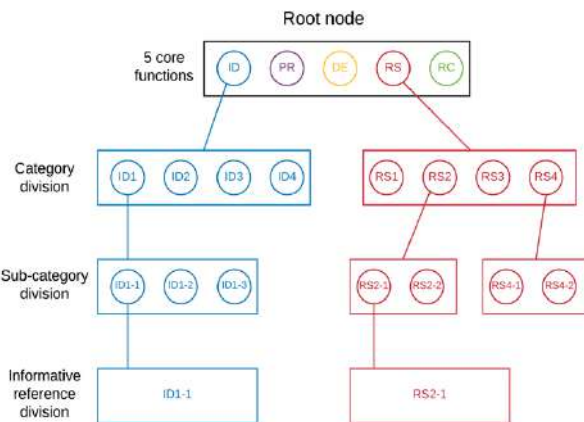 Root node
5 core
functions
ID PR DE RS RC
Category
division
ID1 ID2 ID3 ID4
RS1 RS2 RS3 RS4
Sub-category
division
ID1-1 ID1-2 ID1-3
RS2-1 RS2-2
RS4-1 RS4-2
Informative
reference
division
ID1-1
RS2-1